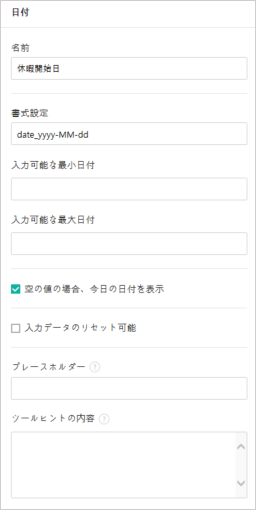 日付
名前
休暇開始日
書式設定
date_yyyy-MM-dd
入力可能な最小日付
入力可能な最大日付
空の値の場合、今日の日付を表示
入力データのリセット可能
プレースホルダー ?
ツールヒントの内容 ?